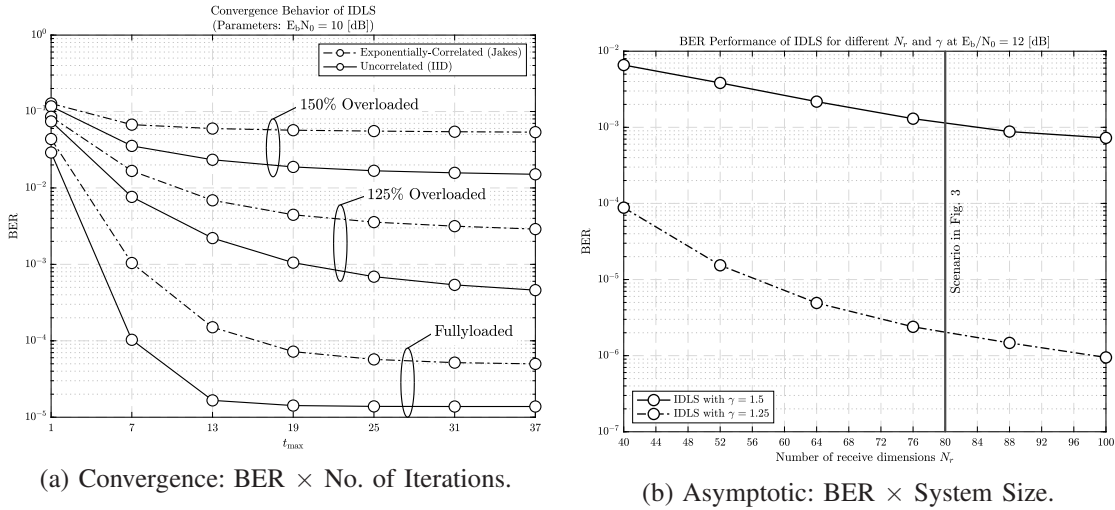 Convergence Behavior of IDLS
(Parameters: EbN0 = 10 [dB])
Exponentially-Correlated (Jakes)
Uncorrelated (IID)
150% Overloaded
125% Overloaded
Fullyloaded
BER
10^0
10^-1
10^-2
10^-3
10^-4
10^-5
1 7 13 19 25 31 37
t_max
(a) Convergence: BER × No. of Iterations.
BER Performance of IDLS for different N_r and γ at E_b/N_0 = 12 [dB]
Scenario in Fig. 3
BER
10^-2
10^-3
10^-4
10^-5
10^-6
10^-7
IDLS with γ = 1.5
IDLS with γ = 1.25
40 44 48 52 56 60 64 68 72 76 80 84 88 92 96 100
Number of receive dimensions N_r
(b) Asymptotic: BER × System Size.